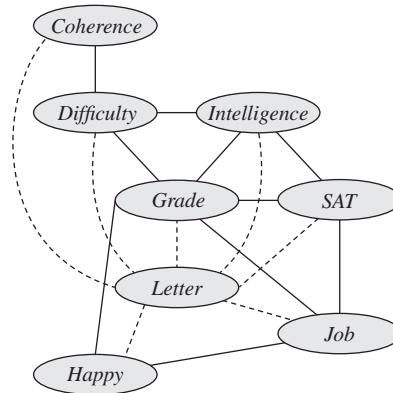 Coherence
Difficulty
Intelligence
Grade
SAT
Letter
Job
Happy